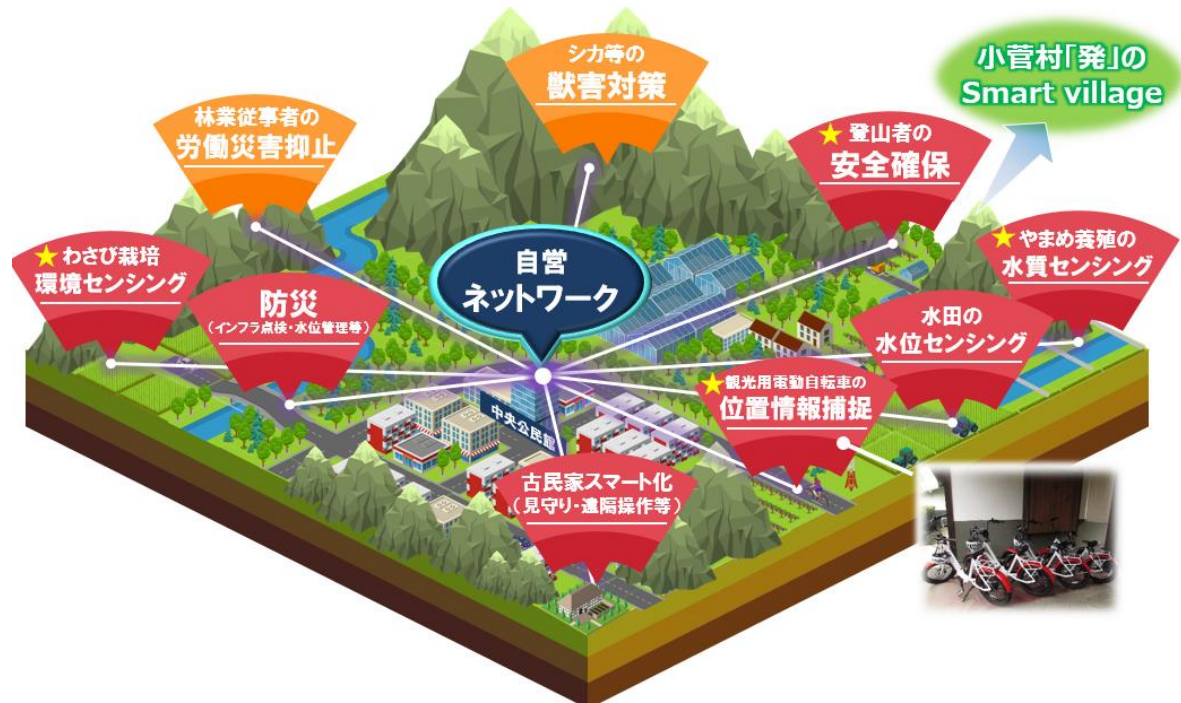 シカ等の
獣害対策
小菅村「発」の
Smart village
林業従事者の
労働災害抑止
★登山者の
安全確保
★わさび栽培
環境センシング
自営
ネットワーク
★やまめ養殖の
水質センシング
防災
(インフラ点検・水位管理等)
水田の
水位センシング
★観光用電動自転車の
位置情報捕捉
中央公民館
古民家スマート化
(見守り・遠隔操作等)